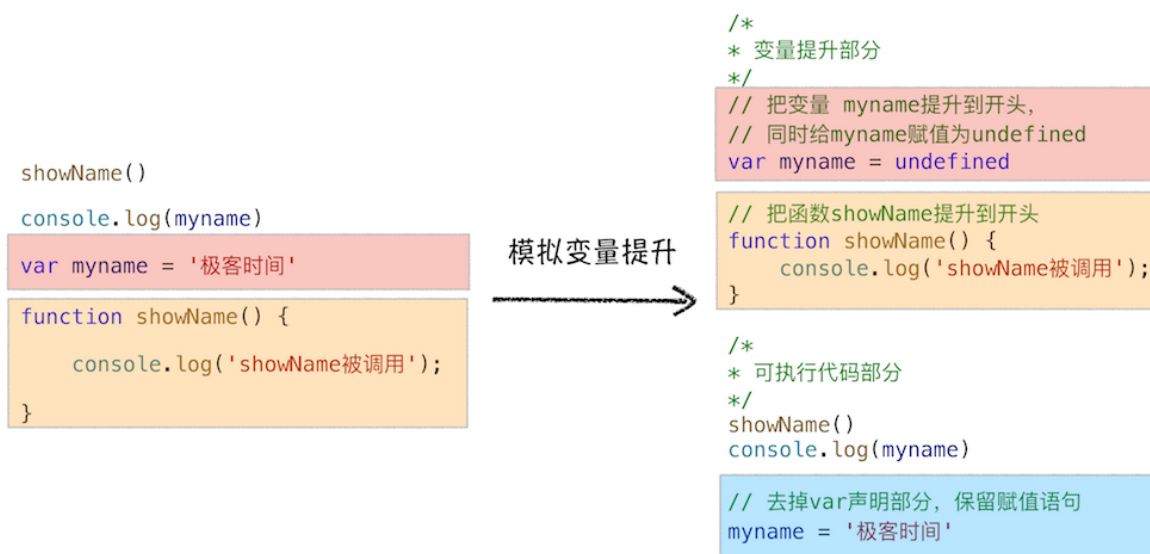 showName()
console.log(myname)
var myname = '极客时间'
function showName() {
console.log('showName被调用');
}
模拟变量提升
/*
* 变量提升部分
*/
// 把变量 myname提升到开头，
// 同时给myname赋值为undefined
var myname = undefined
// 把函数showName提升到开头
function showName() {
console.log('showName被调用');
}
/*
* 可执行代码部分
*/
showName()
console.log(myname)
// 去掉var声明部分，保留赋值语句
myname = '极客时间'